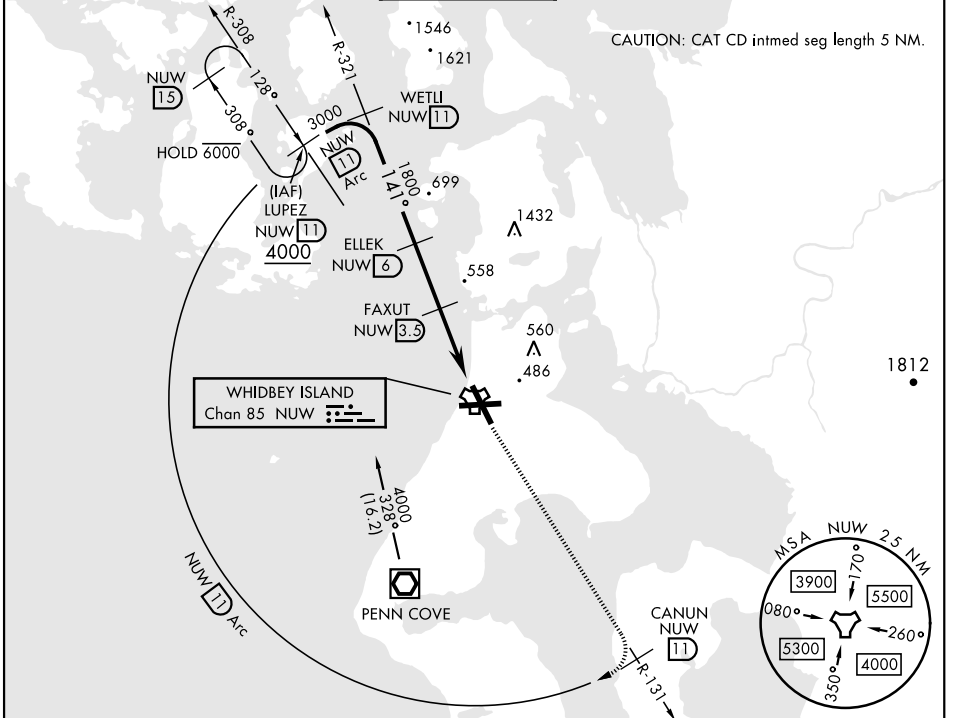 R-308
R-321
1546
1621
CAUTION: CAT CD intmed seg length 5 NM.
NUW
15
128°
308°
HOLD 6000
3000
WETLI
NUW 11
NUW
11
Arc
(IAF)
LUPEZ
NUW 11
4000
1800
141°
699
1432
ELLEK
NUW 6
558
FAXUT
NUW 3.5
560
486
1812
WHIDBEY ISLAND
Chan 85 NUW
4000
328°
(16.2)
PENN COVE
NUW 11 Arc
CANUN
NUW
11
R-131
MSA NUW 25 NM
3900
170°
5500
080°
260°
5300
350°
4000